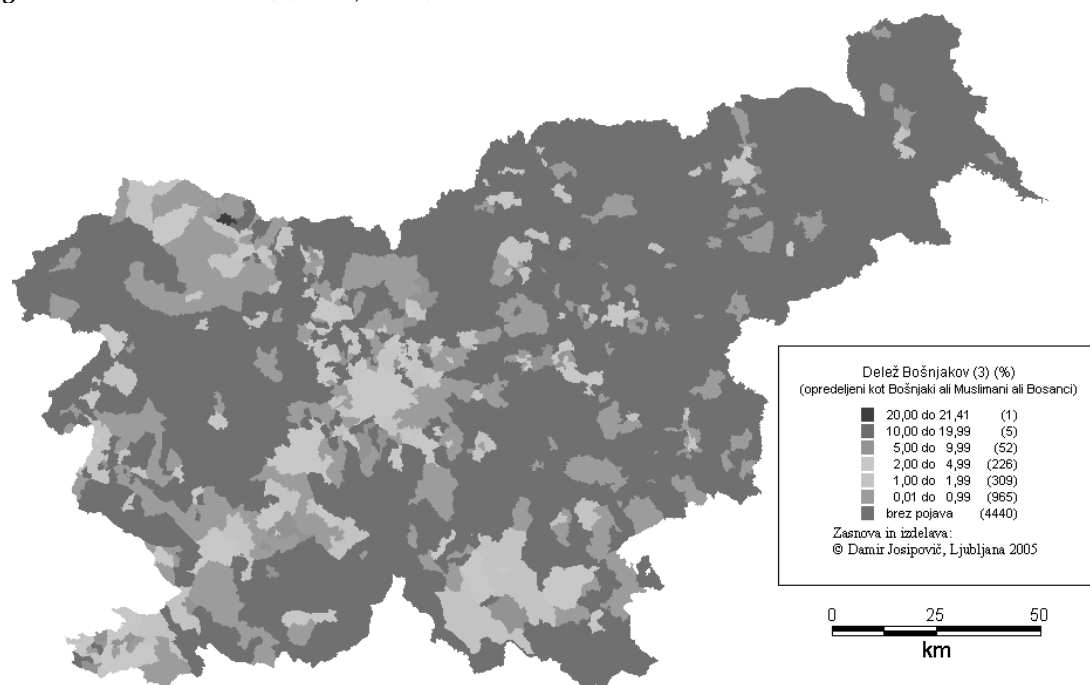 Delež Bošnjakov (3) (%)
(opredeljeni kot Bošnjaki ali Muslimani ali Bosanci)
20,00 do 21,41 (1)
10,00 do 19,99 (5)
5,00 do 9,99 (52)
2,00 do 4,99 (226)
1,00 do 1,99 (309)
0,01 do 0,99 (965)
brez pojava (4440)
Zasnova in izdelava:
© Damir Josipovič, Ljubljana 2005
0 25 50
km